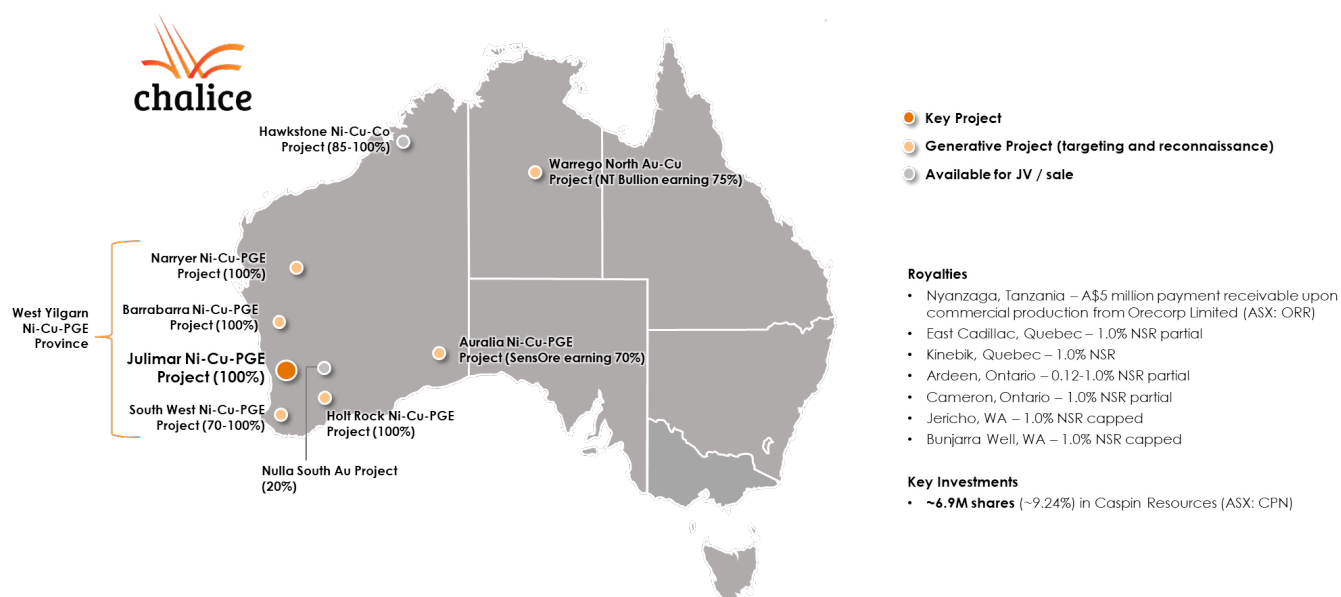 chalice
Hawkstone Ni-Cu-Co
Project (85-100%)
Warrego North Au-Cu
Project (NT Bullion earning 75%)
Narryer Ni-Cu-PGE
Project (100%)
West Yilgarn
Ni-Cu-PGE
Province
Barrabarra Ni-Cu-PGE
Project (100%)
Julimar Ni-Cu-PGE
Project (100%)
Auralia Ni-Cu-PGE
Project (SensOre earning 70%)
South West Ni-Cu-PGE
Project (70-100%)
Holt Rock Ni-Cu-PGE
Project (100%)
Nulla South Au Project
(20%)
Key Project
Generative Project (targeting and reconnaissance)
Available for JV / sale
Royalties
• Nyanzaga, Tanzania – A$5 million payment receivable upon
commercial production from Orecorp Limited (ASX: ORR)
• East Cadillac, Quebec – 1.0% NSR partial
• Kinebik, Quebec – 1.0% NSR
• Ardeen, Ontario – 0.12-1.0% NSR partial
• Cameron, Ontario – 1.0% NSR partial
• Jericho, WA – 1.0% NSR capped
• Bunjarra Well, WA – 1.0% NSR capped
Key Investments
• ~6.9M shares (~9.24%) in Caspin Resources (ASX: CPN)